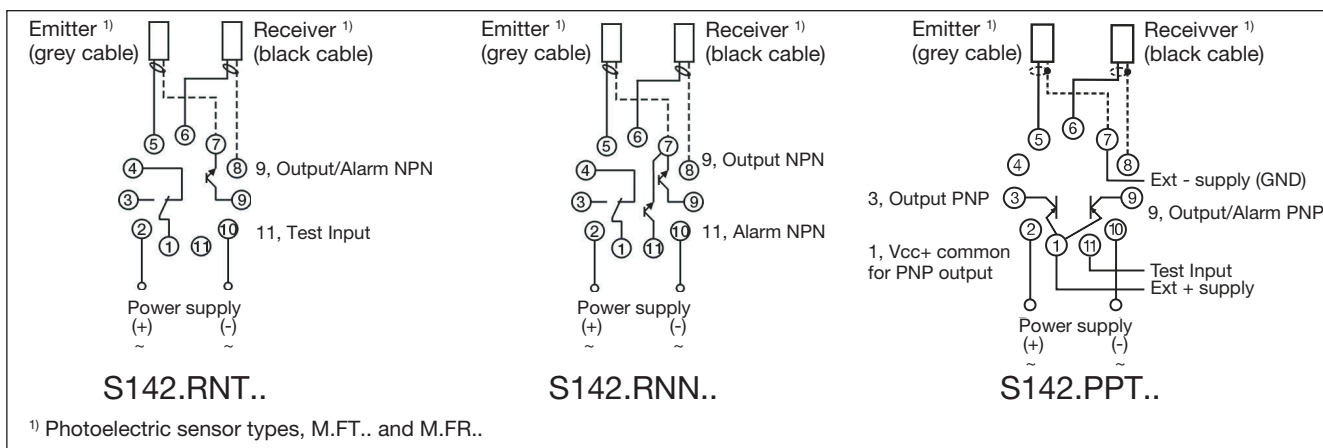 Emitter ¹⁾
(grey cable)
Receiver ¹⁾
(black cable)
5
6
7
8
4
3
9
2
1
11
10
9, Output/Alarm NPN
11, Test Input
Power supply
(+) (-)
~ ~
S142.RNT..
Emitter ¹⁾
(grey cable)
Receiver ¹⁾
(black cable)
5
6
7
8
4
3
9
2
1
11
10
9, Output NPN
11, Alarm NPN
Power supply
(+) (-)
~ ~
S142.RNN..
Emitter ¹⁾
(grey cable)
Receivver ¹⁾
(black cable)
5
6
7
8
4
3
9
2
1
11
10
Ext - supply (GND)
3, Output PNP
9, Output/Alarm PNP
1, Vcc+ common
for PNP output
Test Input
Ext + supply
Power supply
(+) (-)
~ ~
S142.PPT..
¹⁾ Photoelectric sensor types, M.FT.. and M.FR..